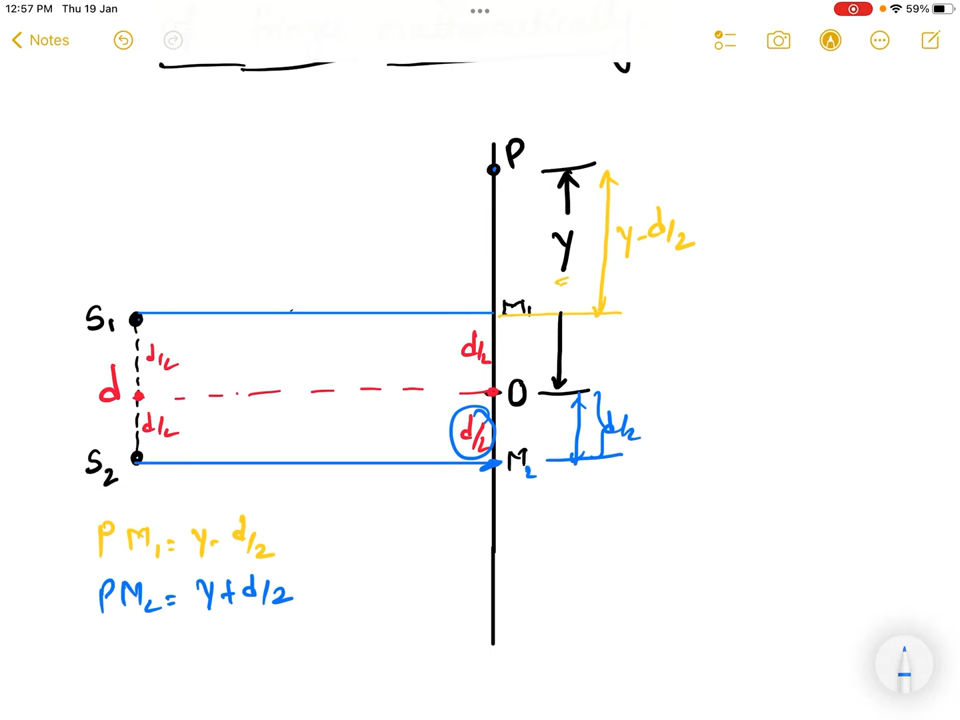 12:57 PM Thu 19 Jan
59%
Notes
P
y
y-d/2
M1
S1
d/2
d/2
d
O
d/2
d/2
d/2
S2
M2
PM1= y- d/2
PM2= y+d/2